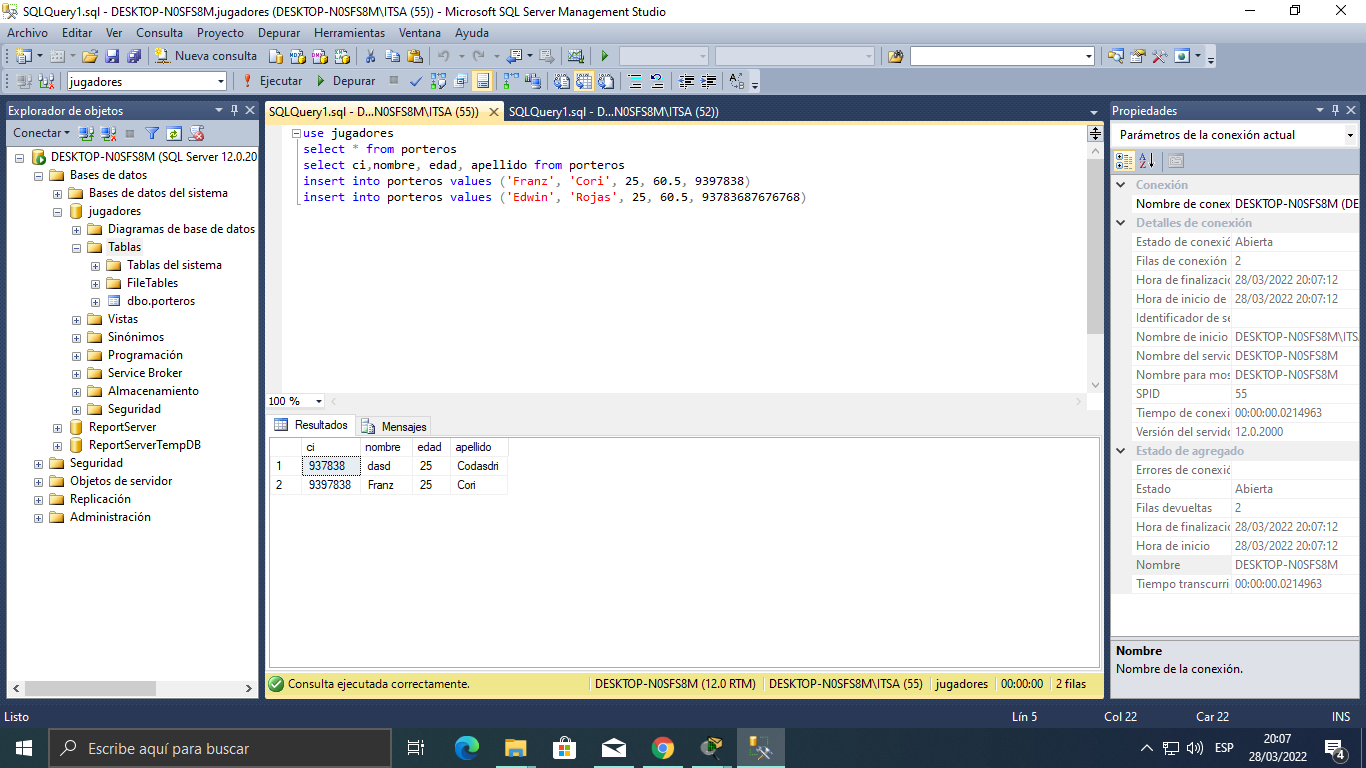 SQLQuery1.sql - DESKTOP-N0SFS8M.jugadores (DESKTOP-N0SFS8M\ITSA (55)) - Microsoft SQL Server Management Studio
Archivo Editar Ver Consulta Proyecto Depurar Herramientas Ventana Ayuda
Nueva consulta
jugadores Ejecutar Depurar
Explorador de objetos
Conectar
DESKTOP-N0SFS8M (SQL Server 12.0.20
Bases de datos
Bases de datos del sistema
jugadores
Diagramas de base de datos
Tablas
Tablas del sistema
FileTables
dbo.porteros
Vistas
Sinónimos
Programación
Service Broker
Almacenamiento
Seguridad
ReportServer
ReportServerTempDB
Seguridad
Objetos de servidor
Replicación
Administración
SQLQuery1.sql - D...N0SFS8M\ITSA (55)) SQLQuery1.sql - D...N0SFS8M\ITSA (52))
use jugadores
select * from porteros
select ci,nombre, edad, apellido from porteros
insert into porteros values ('Franz', 'Cori', 25, 60.5, 9397838)
insert into porteros values ('Edwin', 'Rojas', 25, 60.5, 93783687676768)
100 %
Resultados Mensajes
ci nombre edad apellido
1 937838 dasd 25 Codasdri
2 9397838 Franz 25 Cori
Consulta ejecutada correctamente. DESKTOP-N0SFS8M (12.0 RTM) DESKTOP-N0SFS8M\ITSA (55) jugadores 00:00:00 2 filas
Propiedades
Parámetros de la conexión actual
Conexión
Nombre de conex DESKTOP-N0SFS8M (DE
Detalles de conexión
Estado de conexió Abierta
Filas de conexión 2
Hora de finalizació 28/03/2022 20:07:12
Hora de inicio de 28/03/2022 20:07:12
Identificador de se
Nombre de inicio DESKTOP-N0SFS8M\ITS
Nombre del servic DESKTOP-N0SFS8M
Nombre para mos DESKTOP-N0SFS8M
SPID 55
Tiempo de conexi 00:00:00.0214963
Versión del servido 12.0.2000
Estado de agregado
Errores de conexió
Estado Abierta
Filas devueltas 2
Hora de finalizació 28/03/2022 20:07:12
Hora de inicio 28/03/2022 20:07:12
Nombre DESKTOP-N0SFS8M
Tiempo transcurri 00:00:00.0214963
Nombre
Nombre de la conexión.
Listo Lín 5 Col 22 Car 22 INS
Escribe aquí para buscar
ESP
20:07
28/03/2022
4